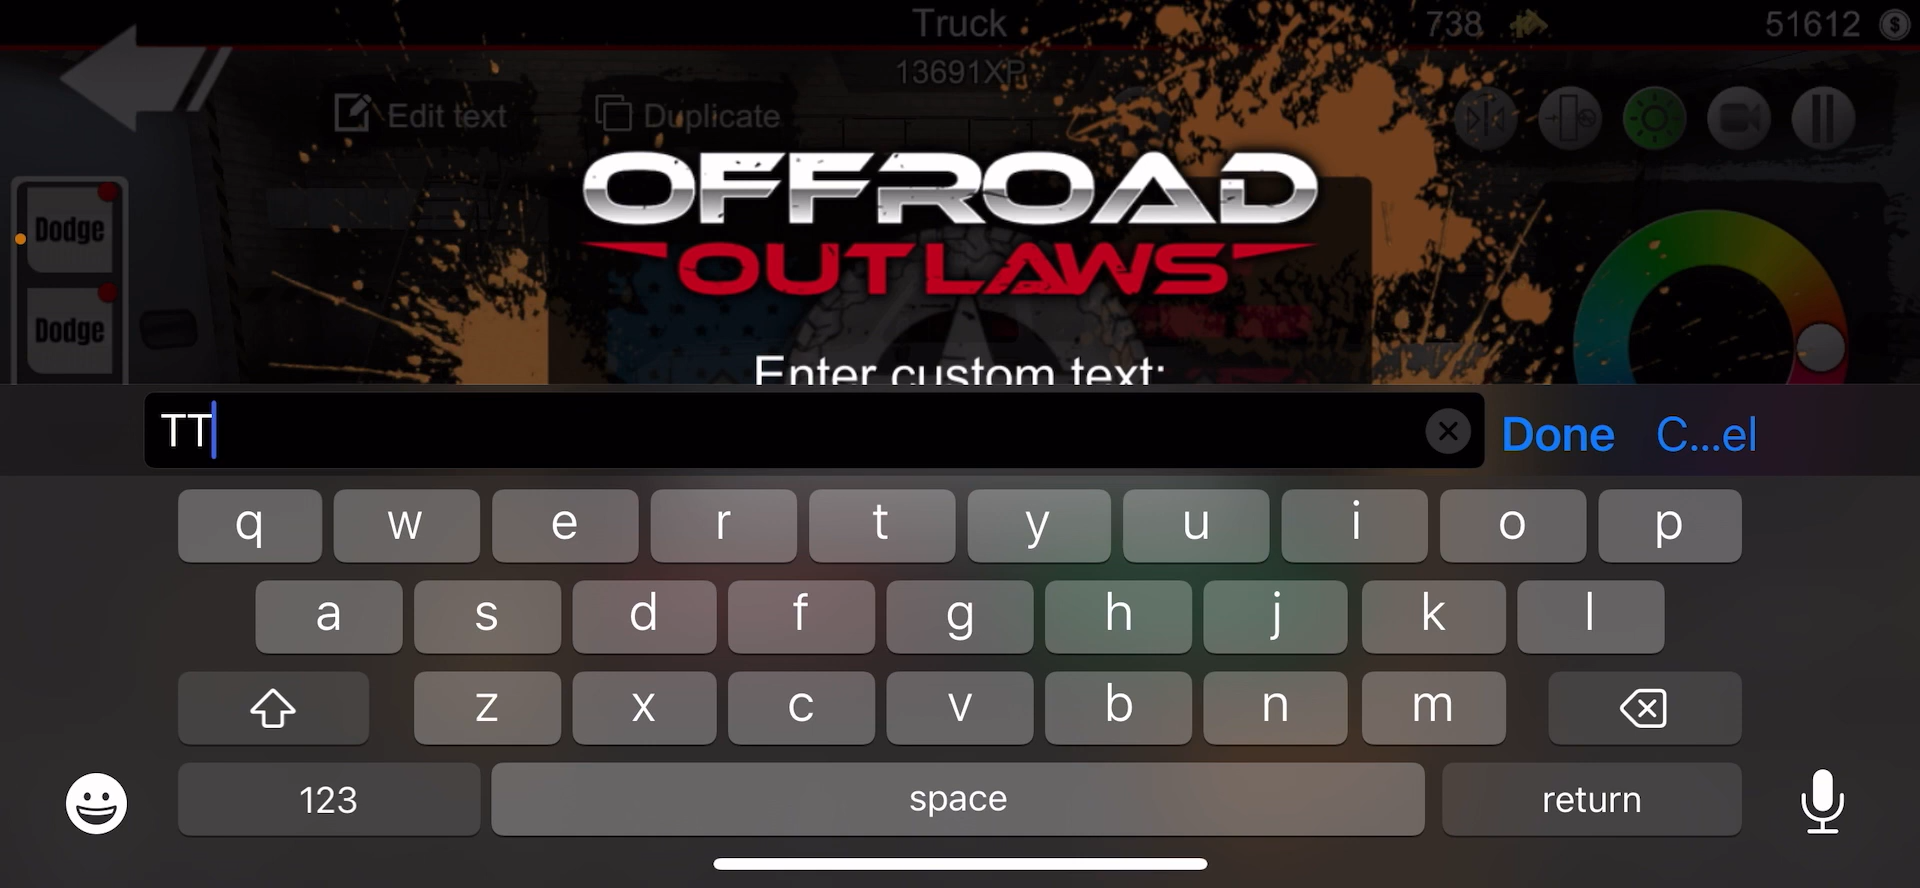 Truck
738
51612
13691XP
Edit text
Duplicate
OFFROAD
OUTLAWS
Dodge
Dodge
Enter custom text:
TT
Done
C...el
q w e r t y u i o p
a s d f g h j k l
z x c v b n m
123
space
return